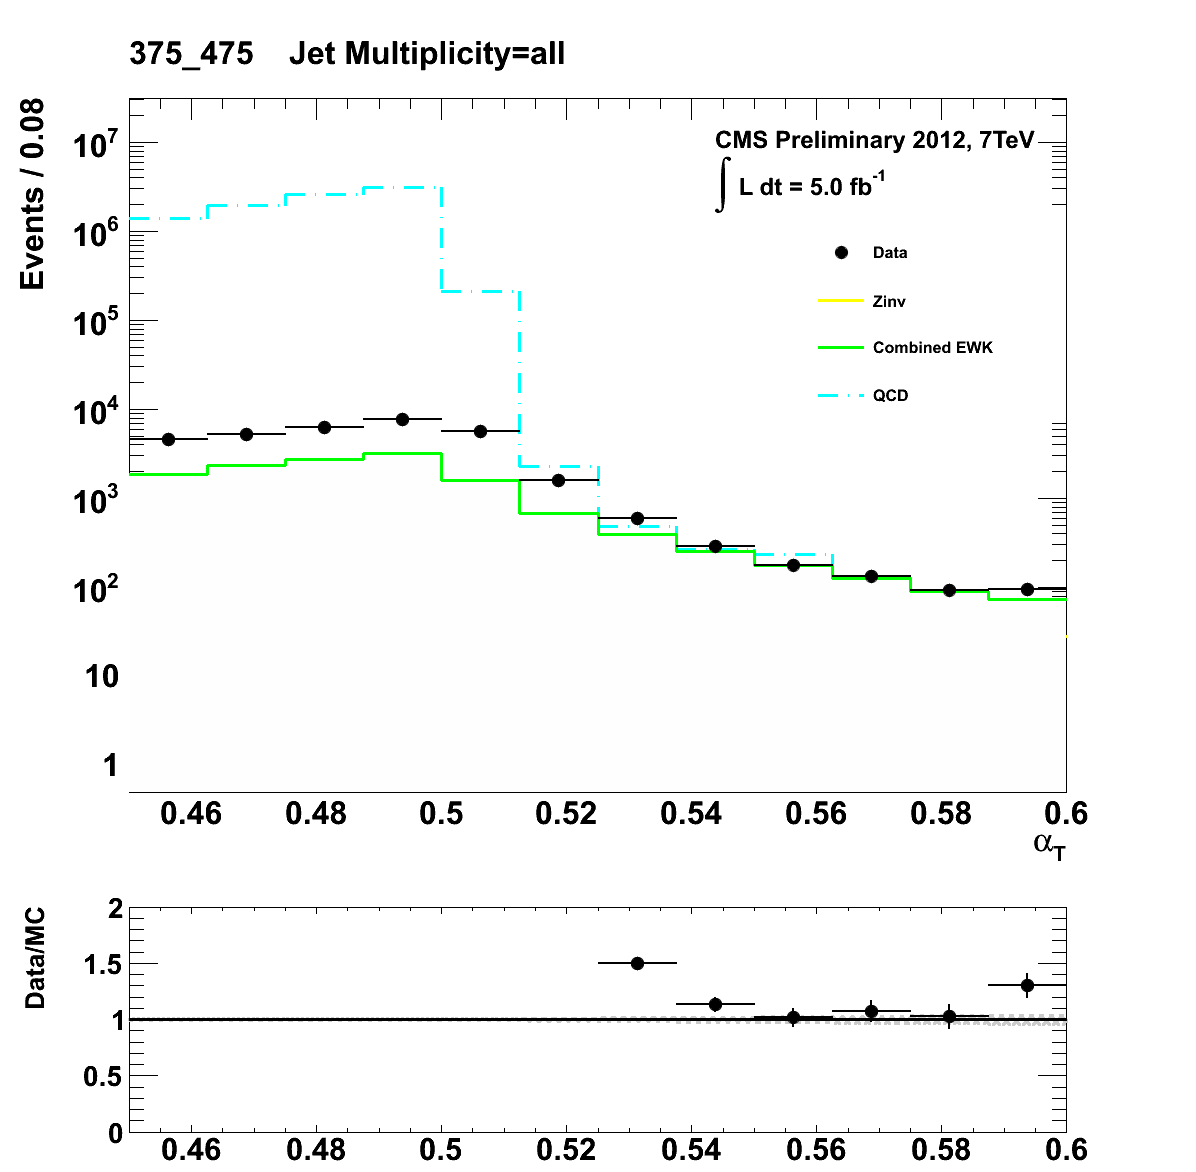 375_475 Jet Multiplicity=all
Events / 0.08
10^7
10^6
10^5
10^4
10^3
10^2
10
1
CMS Preliminary 2012, 7TeV
∫ L dt = 5.0 fb^-1
Data
Zinv
Combined EWK
QCD
0.46 0.48 0.5 0.52 0.54 0.56 0.58 0.6
α_T
Data/MC
2
1.5
1
0.5
0
0.46 0.48 0.5 0.52 0.54 0.56 0.58 0.6